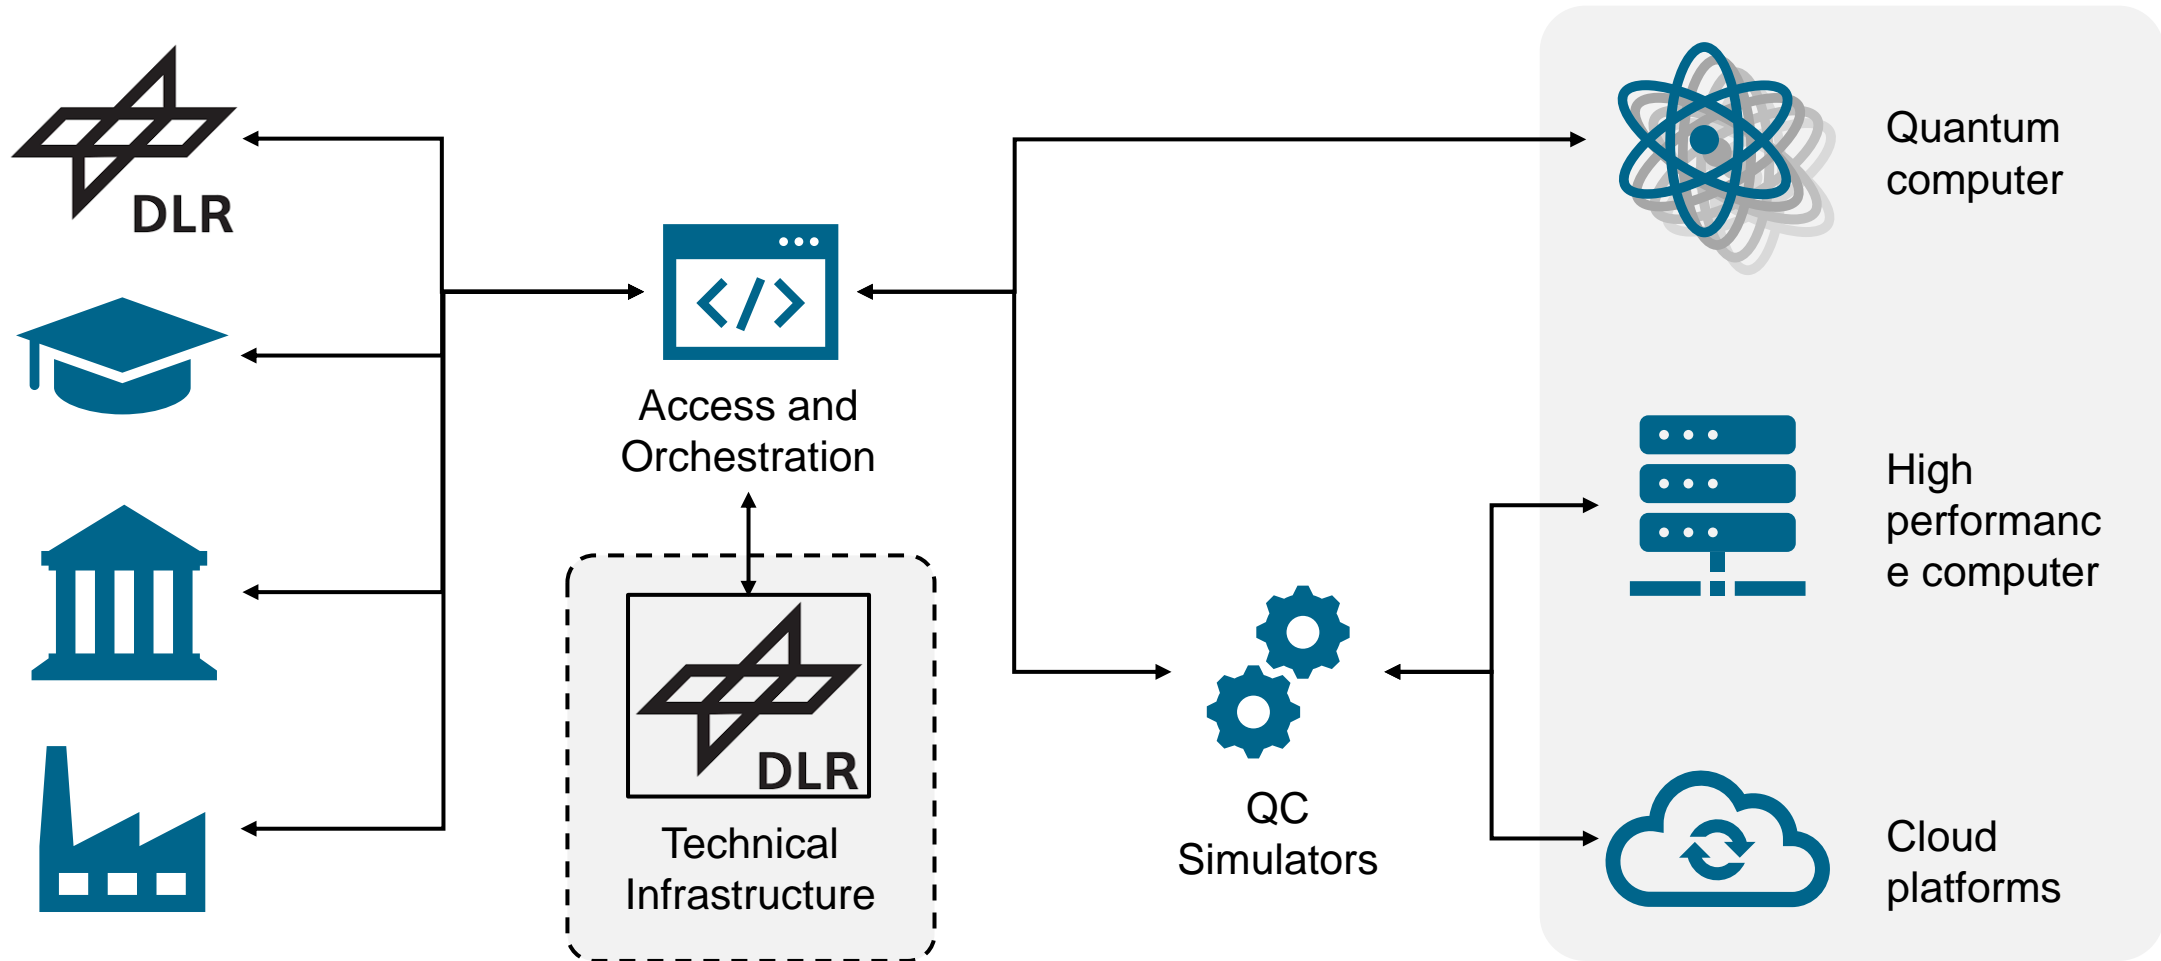 DLR
Access and
Orchestration
DLR
Technical
Infrastructure
QC
Simulators
Quantum
computer
High
performanc
e computer
Cloud
platforms